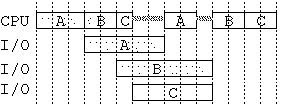 CPU A B C A B C
I/O A
I/O B
I/O C